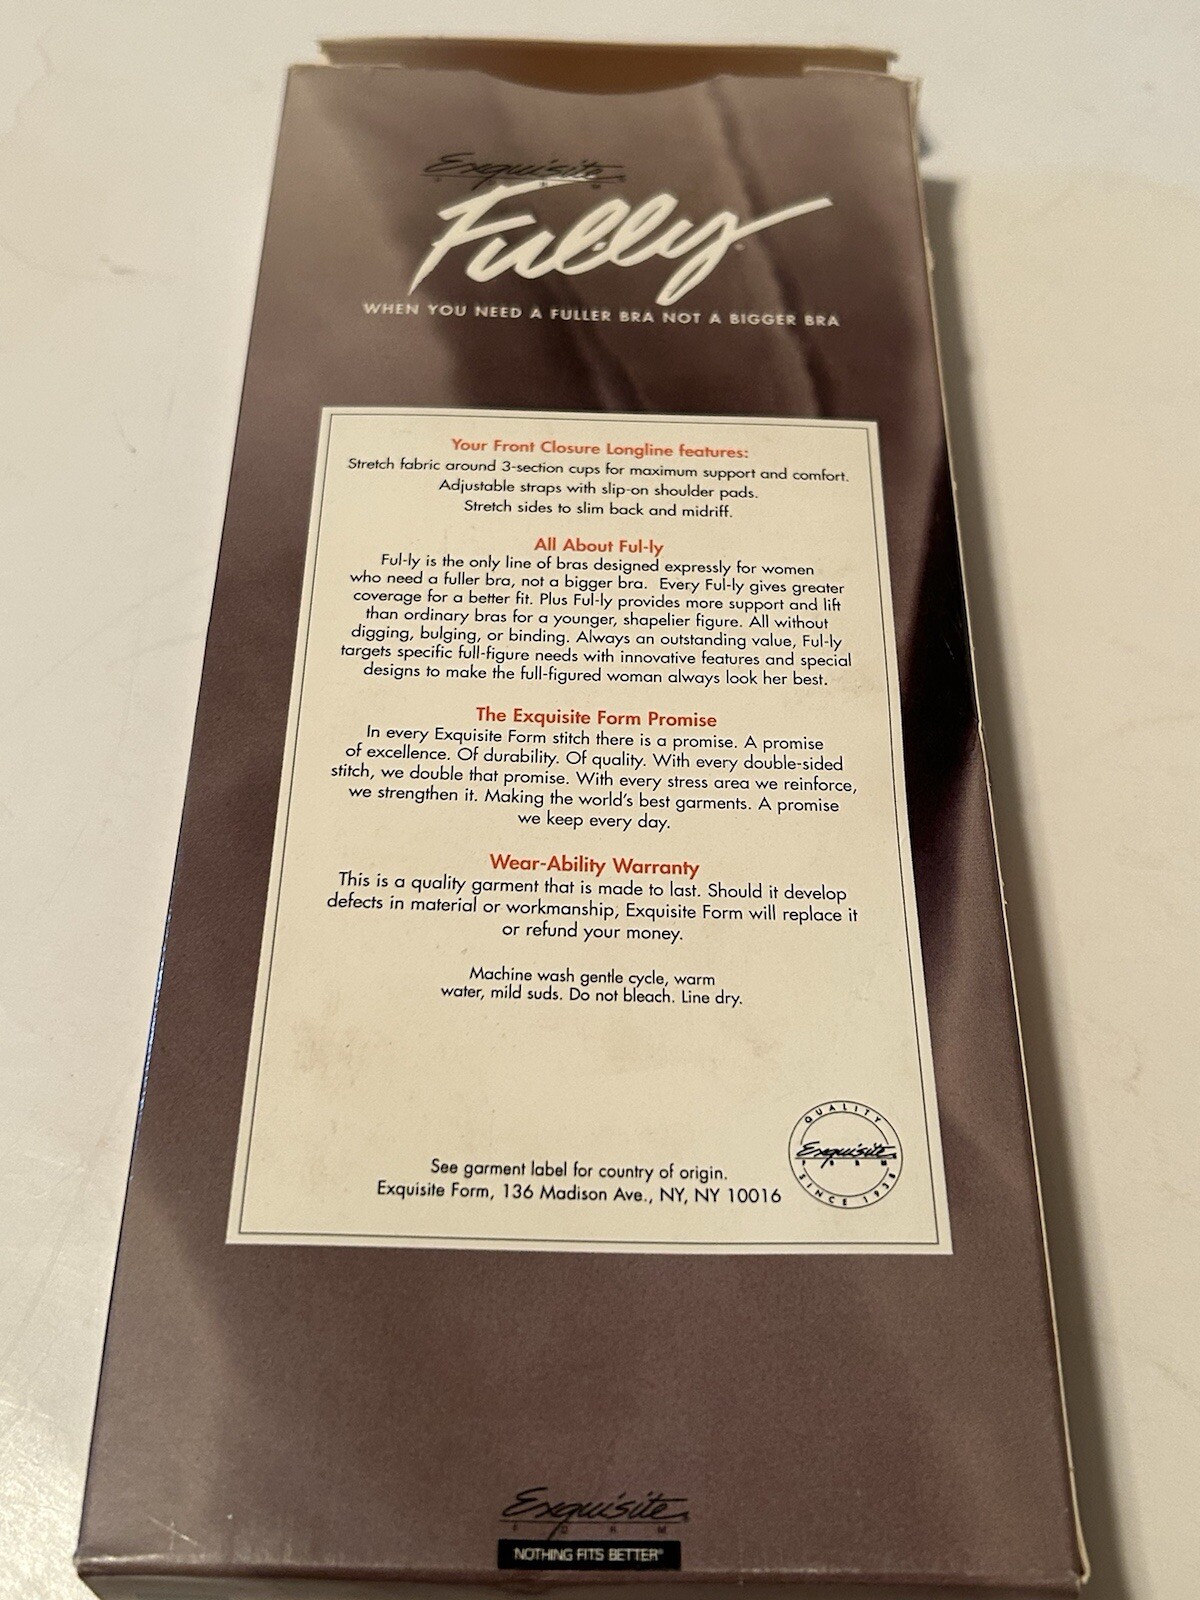 Exquisite
FORM
Ful·ly
WHEN YOU NEED A FULLER BRA NOT A BIGGER BRA
Your Front Closure Longline features:
Stretch fabric around 3-section cups for maximum support and comfort.
Adjustable straps with slip-on shoulder pads.
Stretch sides to slim back and midriff.
All About Ful-ly
Ful-ly is the only line of bras designed expressly for women
who need a fuller bra, not a bigger bra. Every Ful-ly gives greater
coverage for a better fit. Plus Ful-ly provides more support and lift
than ordinary bras for a younger, shapelier figure. All without
digging, bulging, or binding. Always an outstanding value, Ful-ly
targets specific full-figure needs with innovative features and special
designs to make the full-figured woman always look her best.
The Exquisite Form Promise
In every Exquisite Form stitch there is a promise. A promise
of excellence. Of durability. Of quality. With every double-sided
stitch, we double that promise. With every stress area we reinforce,
we strengthen it. Making the world's best garments. A promise
we keep every day.
Wear-Ability Warranty
This is a quality garment that is made to last. Should it develop
defects in material or workmanship, Exquisite Form will replace it
or refund your money.
Machine wash gentle cycle, warm
water, mild suds. Do not bleach. Line dry.
QUALITY
Exquisite
FORM
SINCE 1938
See garment label for country of origin.
Exquisite Form, 136 Madison Ave., NY, NY 10016
Exquisite
FORM
NOTHING FITS BETTER®